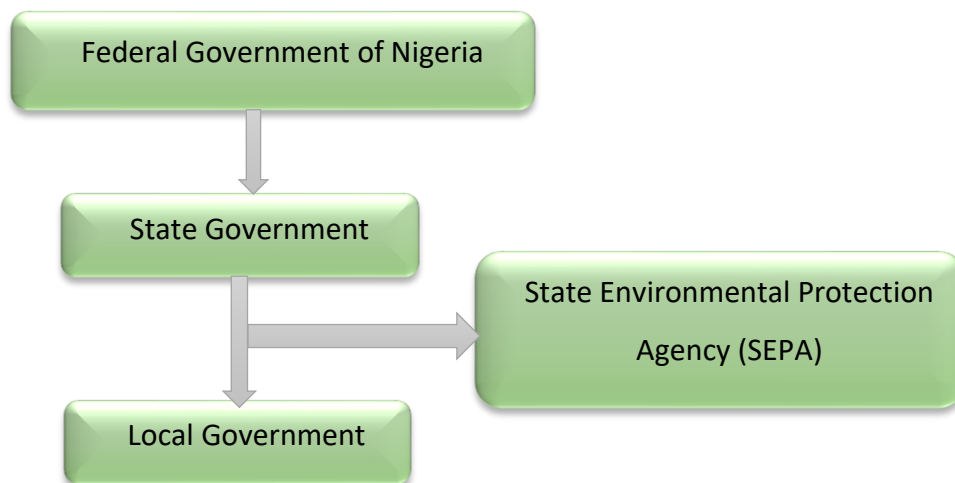 Federal Government of Nigeria
State Government
State Environmental Protection
Agency (SEPA)
Local Government